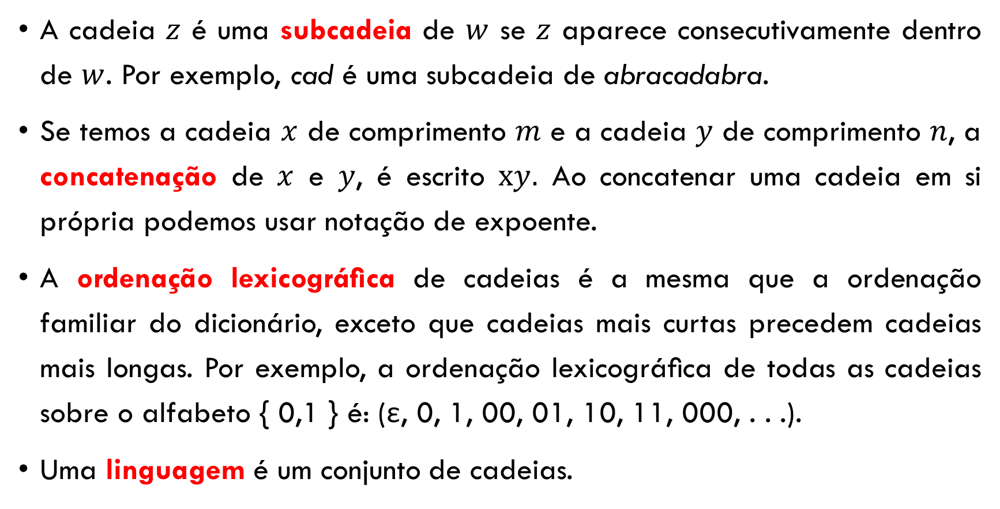 • A cadeia z é uma subcadeia de w se z aparece consecutivamente dentro
de w. Por exemplo, cad é uma subcadeia de abracadabra.
• Se temos a cadeia x de comprimento m e a cadeia y de comprimento n, a
concatenação de x e y, é escrito xy. Ao concatenar uma cadeia em si
própria podemos usar notação de expoente.
• A ordenação lexicográfica de cadeias é a mesma que a ordenação
familiar do dicionário, exceto que cadeias mais curtas precedem cadeias
mais longas. Por exemplo, a ordenação lexicográfica de todas as cadeias
sobre o alfabeto { 0,1 } é: (ε, 0, 1, 00, 01, 10, 11, 000, . . .).
• Uma linguagem é um conjunto de cadeias.